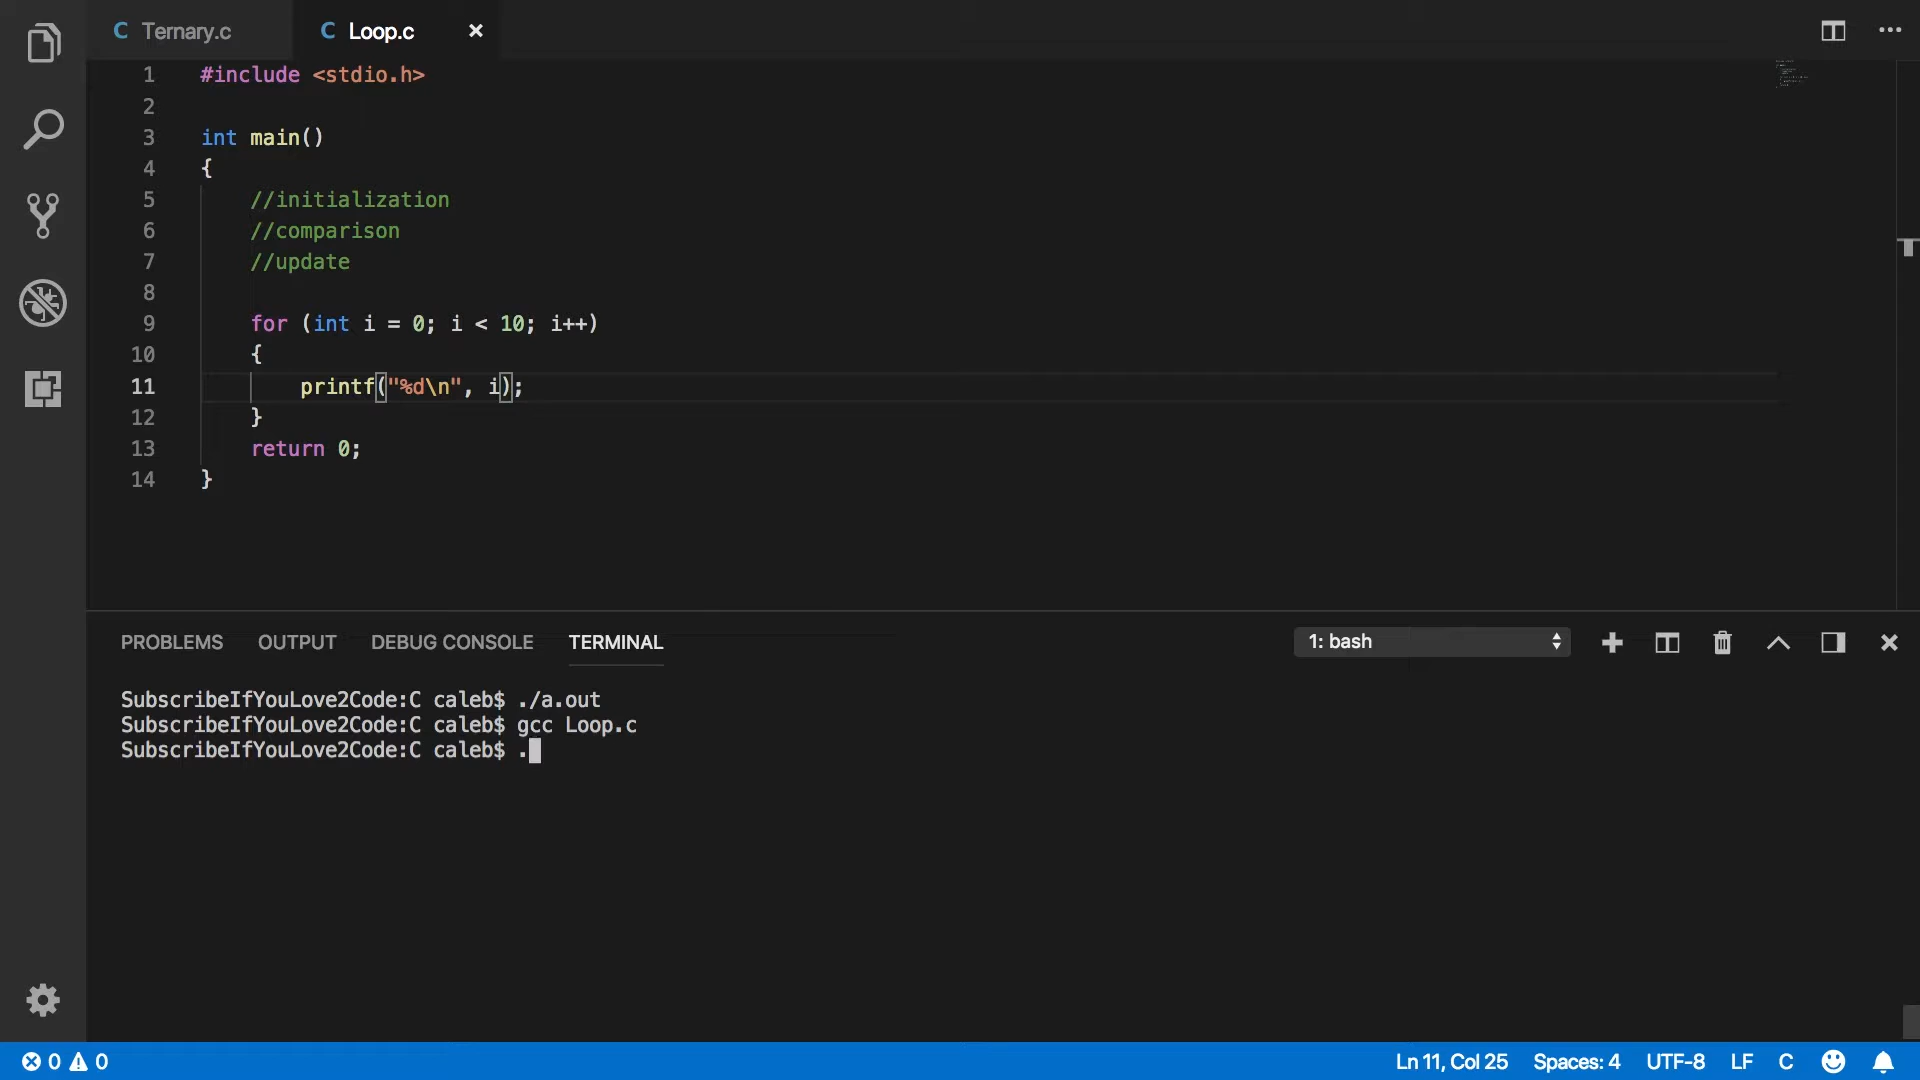 C Ternary.c
C Loop.c
1 #include <stdio.h>
2
3 int main()
4 {
5 //initialization
6 //comparison
7 //update
8
9 for (int i = 0; i < 10; i++)
10 {
11 printf("%d\n", i);
12 }
13 return 0;
14 }
PROBLEMS OUTPUT DEBUG CONSOLE TERMINAL 1: bash
SubscribeIfYouLove2Code:C caleb$ ./a.out
SubscribeIfYouLove2Code:C caleb$ gcc Loop.c
SubscribeIfYouLove2Code:C caleb$ .
0 0 Ln 11, Col 25 Spaces: 4 UTF-8 LF C